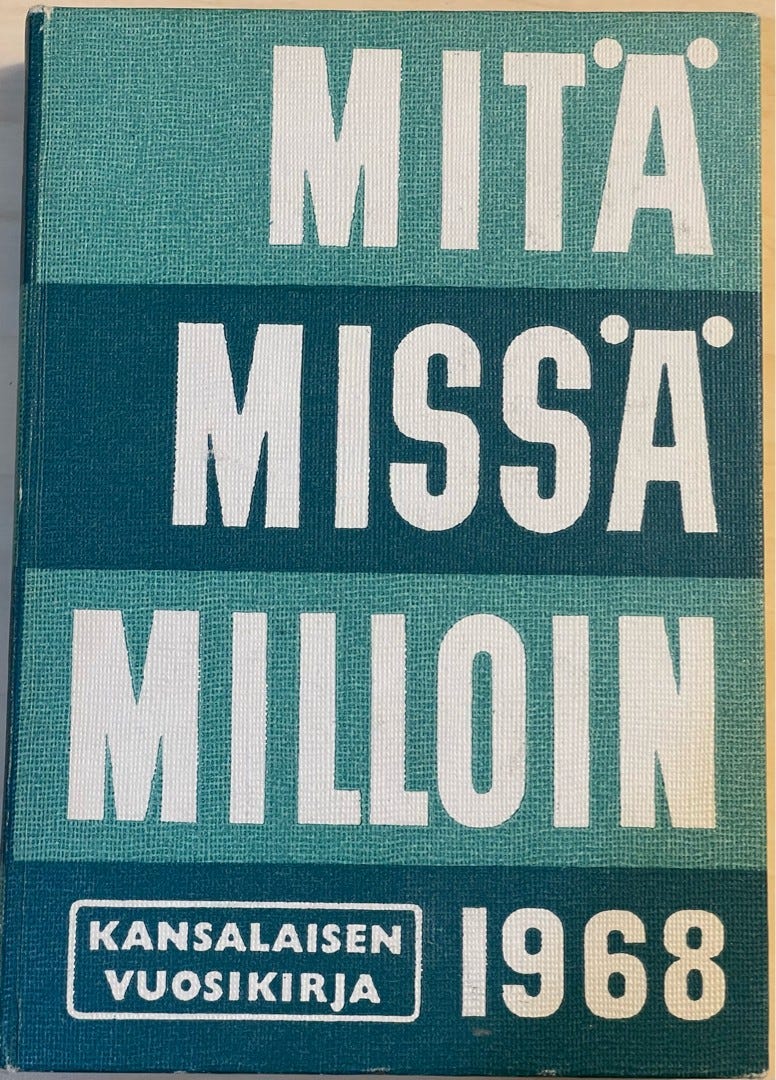 MITÄ
MISSÄ
MILLOIN
KANSALAISEN
VUOSIKIRJA
1968